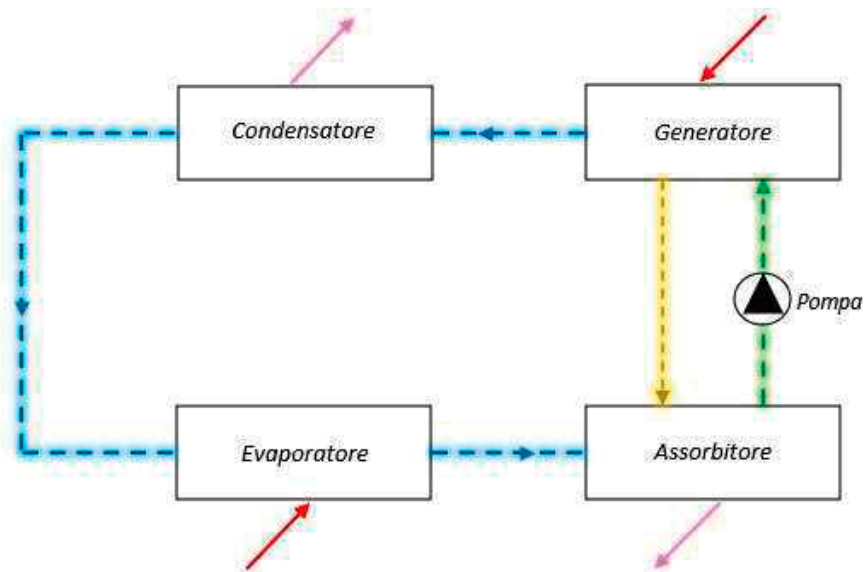 Condensatore
Generatore
Pompa
Evaporatore
Assorbitore